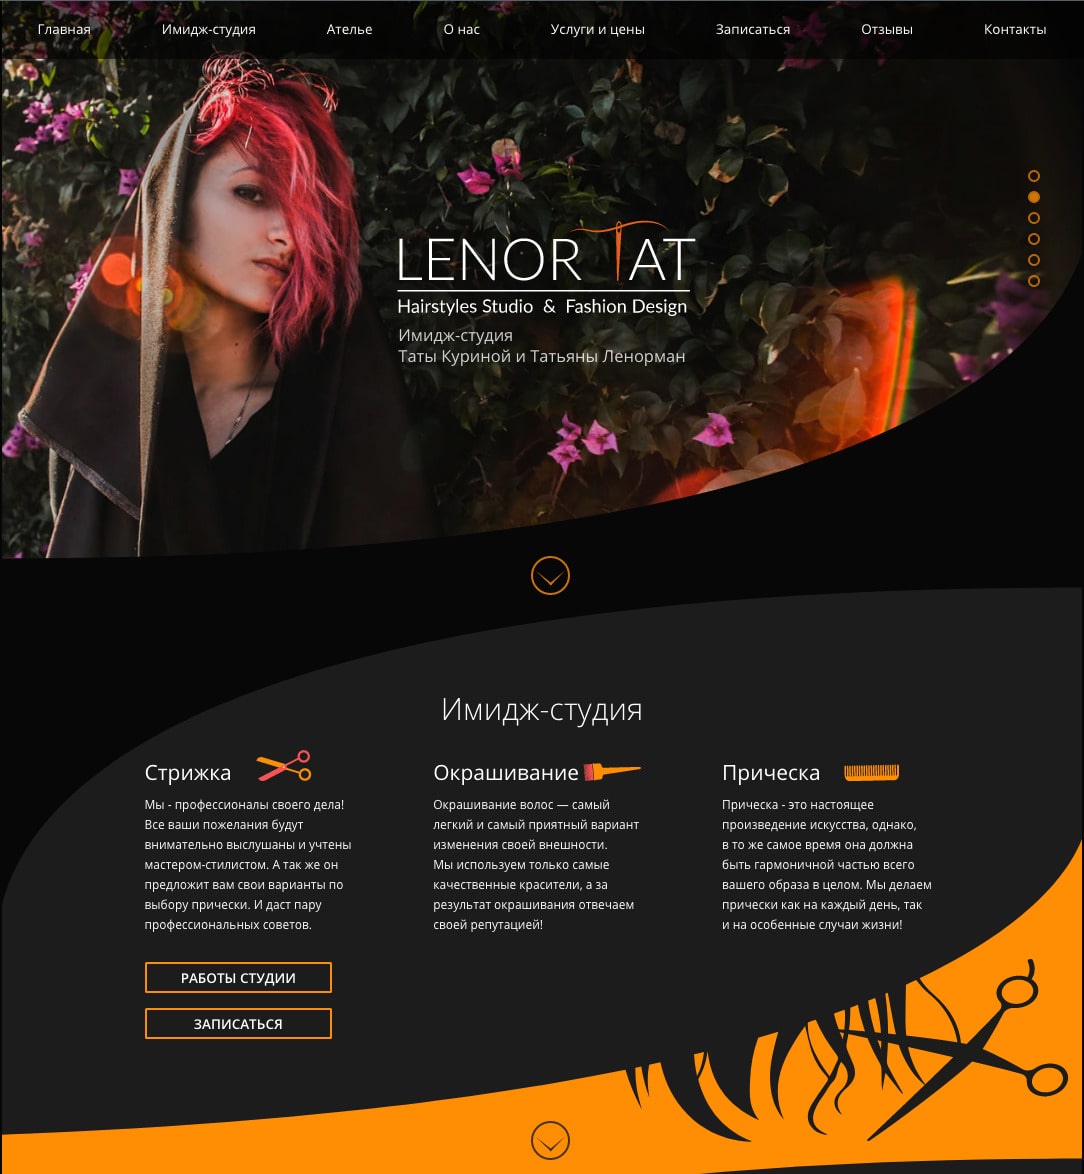 Главная
Имидж-студия
Ателье
О нас
Услуги и цены
Записаться
Отзывы
Контакты
LENOR TAT
Hairstyles Studio & Fashion Design
Имидж-студия
Таты Куриной и Татьяны Ленорман
Имидж-студия
Стрижка
Мы - профессионалы своего дела!
Все ваши пожелания будут
внимательно выслушаны и учтены
мастером-стилистом. А так же он
предложит вам свои варианты по
выбору прически. И даст пару
профессиональных советов.
Окрашивание
Окрашивание волос — самый
легкий и самый приятный вариант
изменения своей внешности.
Мы используем только самые
качественные красители, а за
результат окрашивания отвечаем
своей репутацией!
Прическа
Прическа - это настоящее
произведение искусства, однако,
в то же самое время она должна
быть гармоничной частью всего
вашего образа в целом. Мы делаем
прически как на каждый день, так
и на особенные случаи жизни!
РАБОТЫ СТУДИИ
ЗАПИСАТЬСЯ